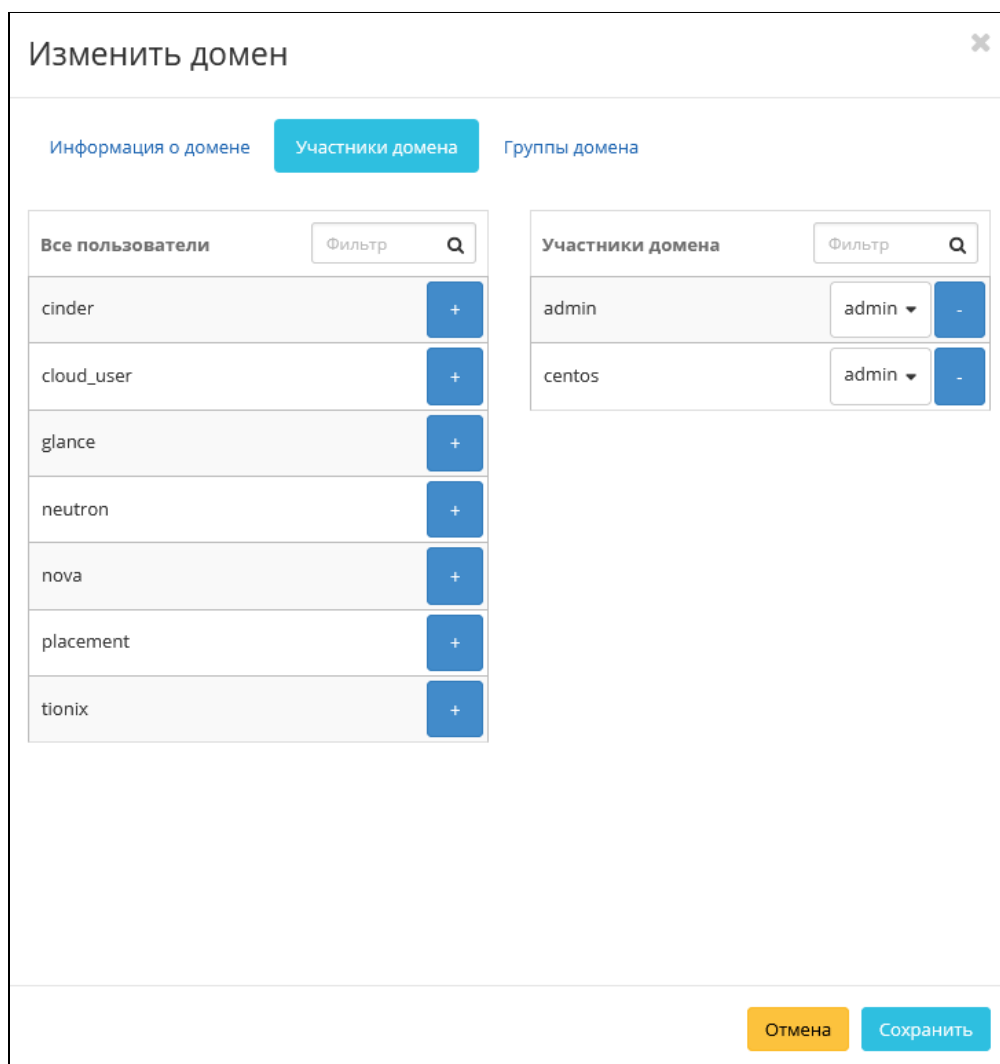 Изменить домен ✖
Информация о домене Участники домена Группы домена
Все пользователи Фильтр
cinder +
cloud_user +
glance +
neutron +
nova +
placement +
tionix +
Участники домена Фильтр
admin admin -
centos admin -
Отмена Сохранить